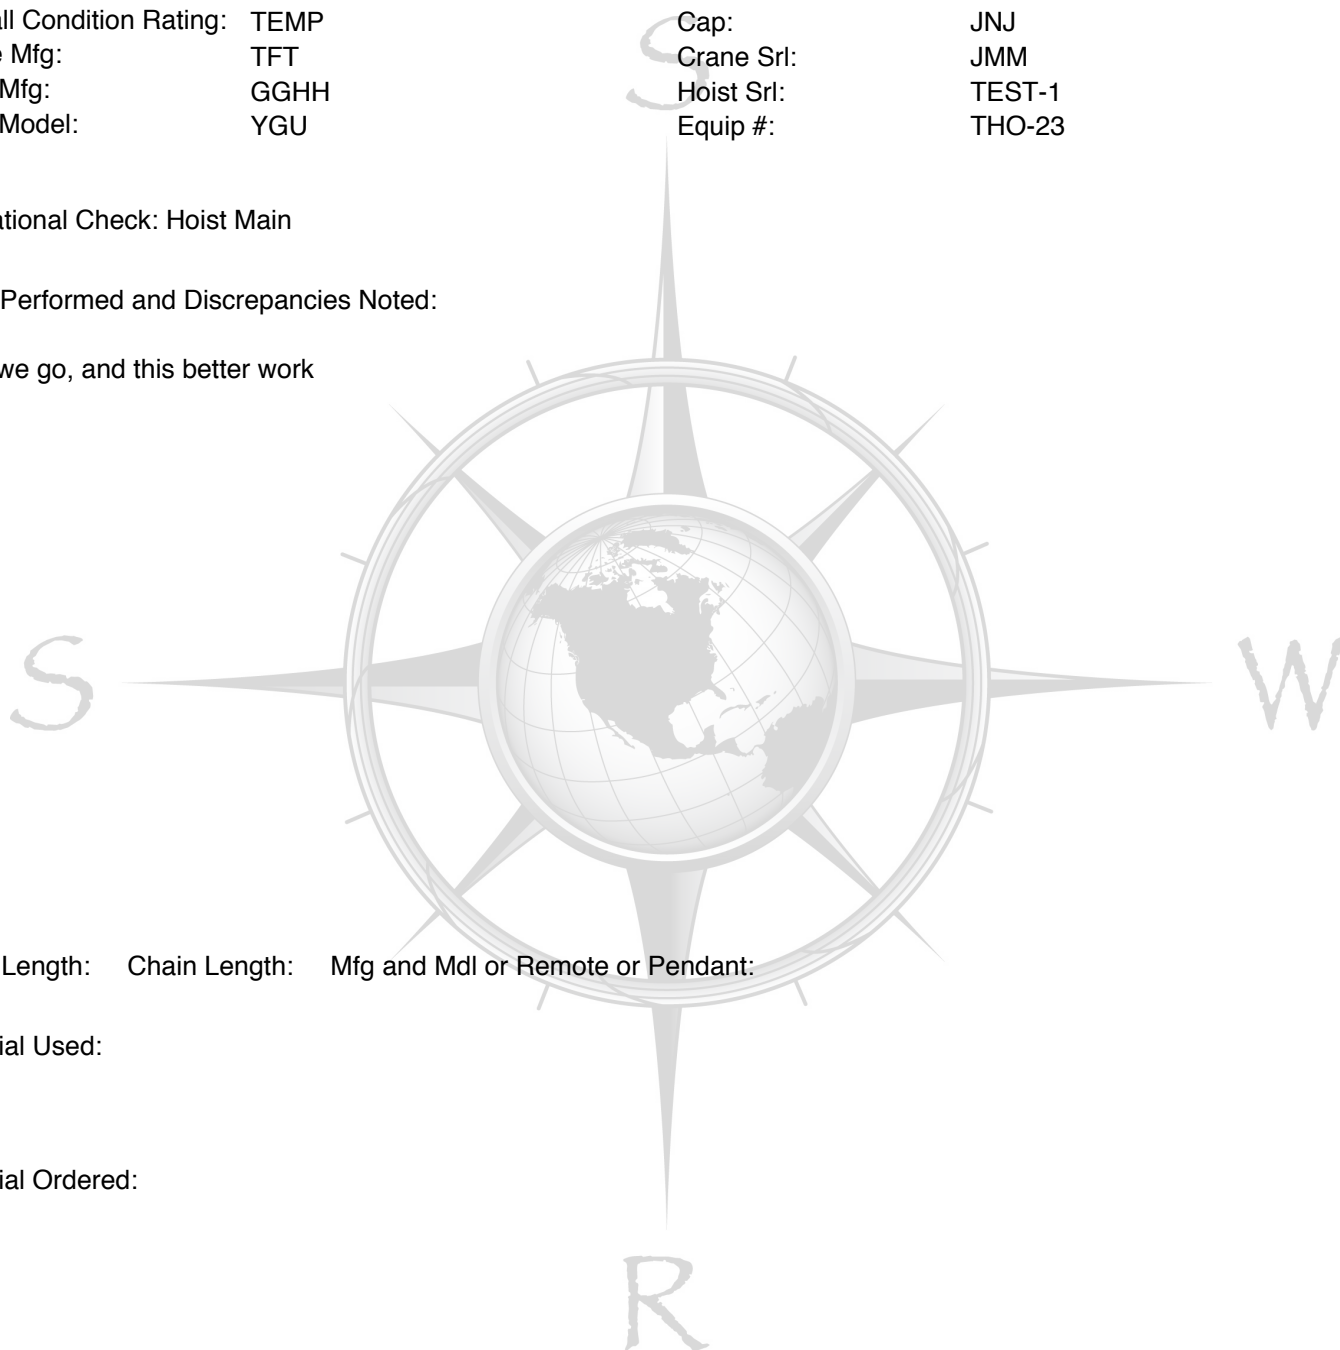 all Condition Rating: TEMP Cap: JNJ
e Mfg: TFT Crane Srl: JMM
Mfg: GGHH Hoist Srl: TEST-1
Model: YGU Equip #: THO-23
ational Check: Hoist Main
Performed and Discrepancies Noted:
we go, and this better work
Length: Chain Length: Mfg and Mdl or Remote or Pendant:
ial Used:
ial Ordered:
S
S W
R